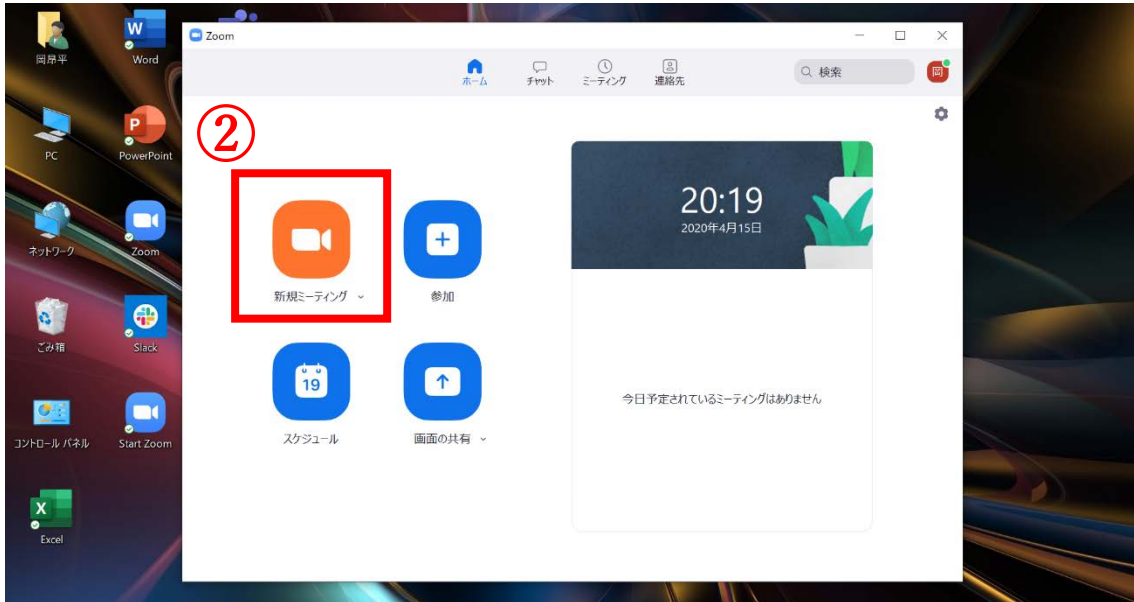 岡昂平
Word
PC
PowerPoint
ネットワーク
Zoom
ごみ箱
Slack
コントロール パネル
Start Zoom
Excel
Zoom
ホーム
チャット
ミーティング
連絡先
検索
岡
②
新規ミーティング
参加
19
スケジュール
画面の共有
20:19
2020年4月15日
今日予定されているミーティングはありません